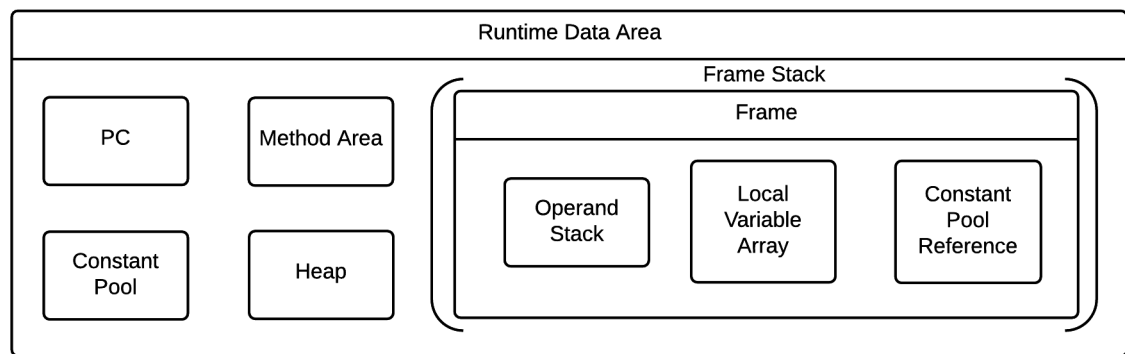 Runtime Data Area
Frame Stack
Frame
PC
Method Area
Operand
Stack
Local
Variable
Array
Constant
Pool
Reference
Constant
Pool
Heap